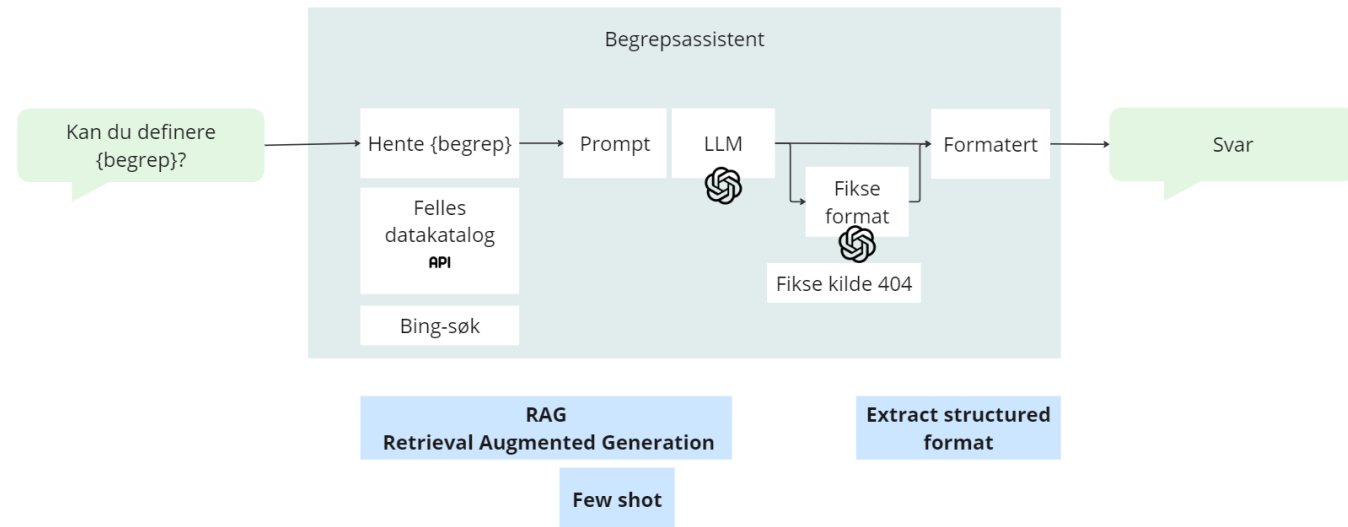 Begrepsassistent
Kan du definere
{begrep}?
Hente {begrep}
Prompt
LLM
Formatert
Svar
Fikse
format
Felles
datakatalog
API
Fikse kilde 404
Bing-søk
RAG
Retrieval Augmented Generation
Extract structured
format
Few shot